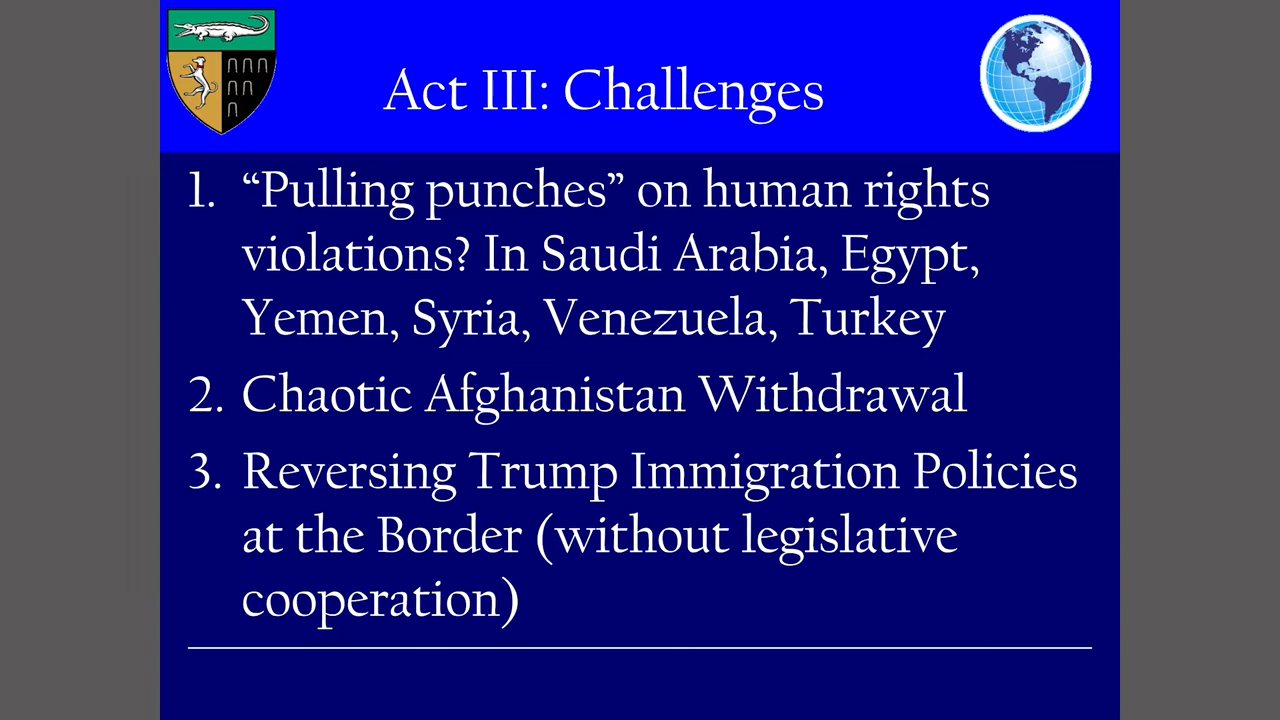 Act III: Challenges
1. “Pulling punches” on human rights
violations? In Saudi Arabia, Egypt,
Yemen, Syria, Venezuela, Turkey
2. Chaotic Afghanistan Withdrawal
3. Reversing Trump Immigration Policies
at the Border (without legislative
cooperation)